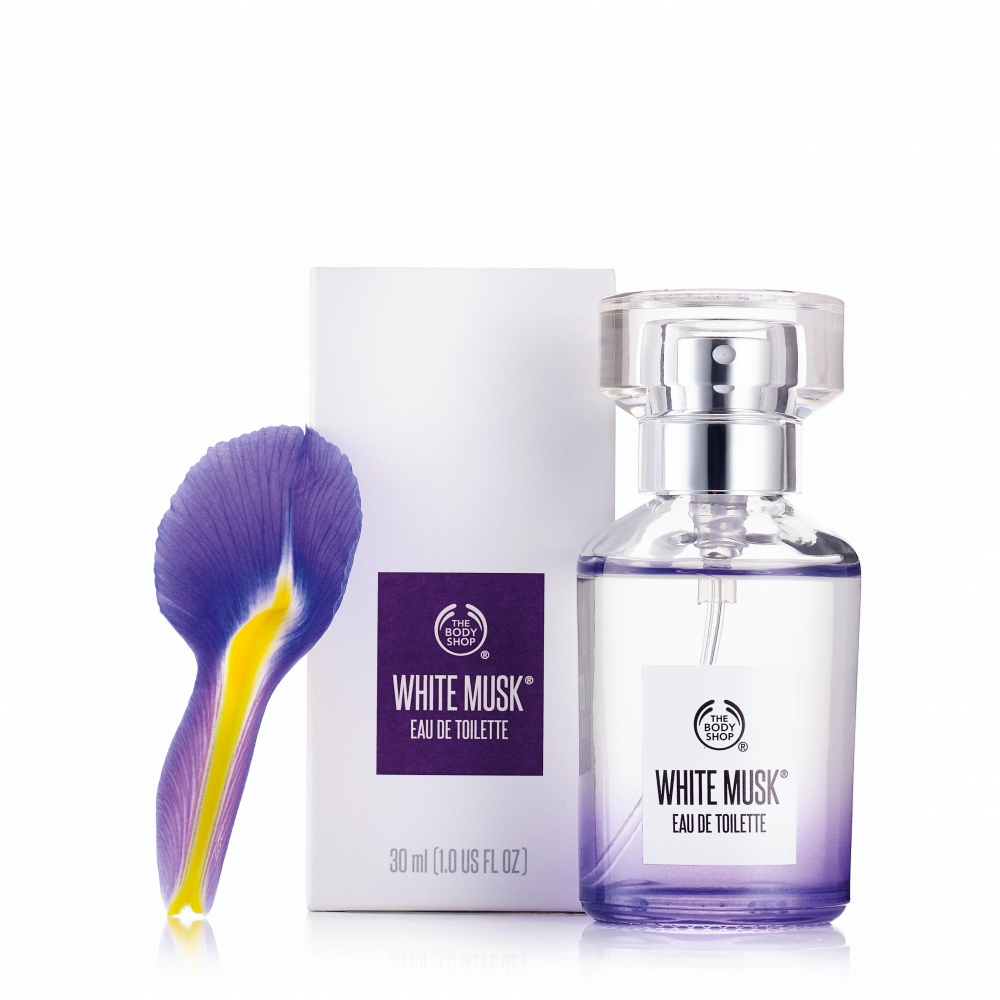 THE
BODY
SHOP
®
WHITE MUSK®
EAU DE TOILETTE
30 ml (1.0 US FL OZ)
THE
BODY
SHOP
®
WHITE MUSK®
EAU DE TOILETTE